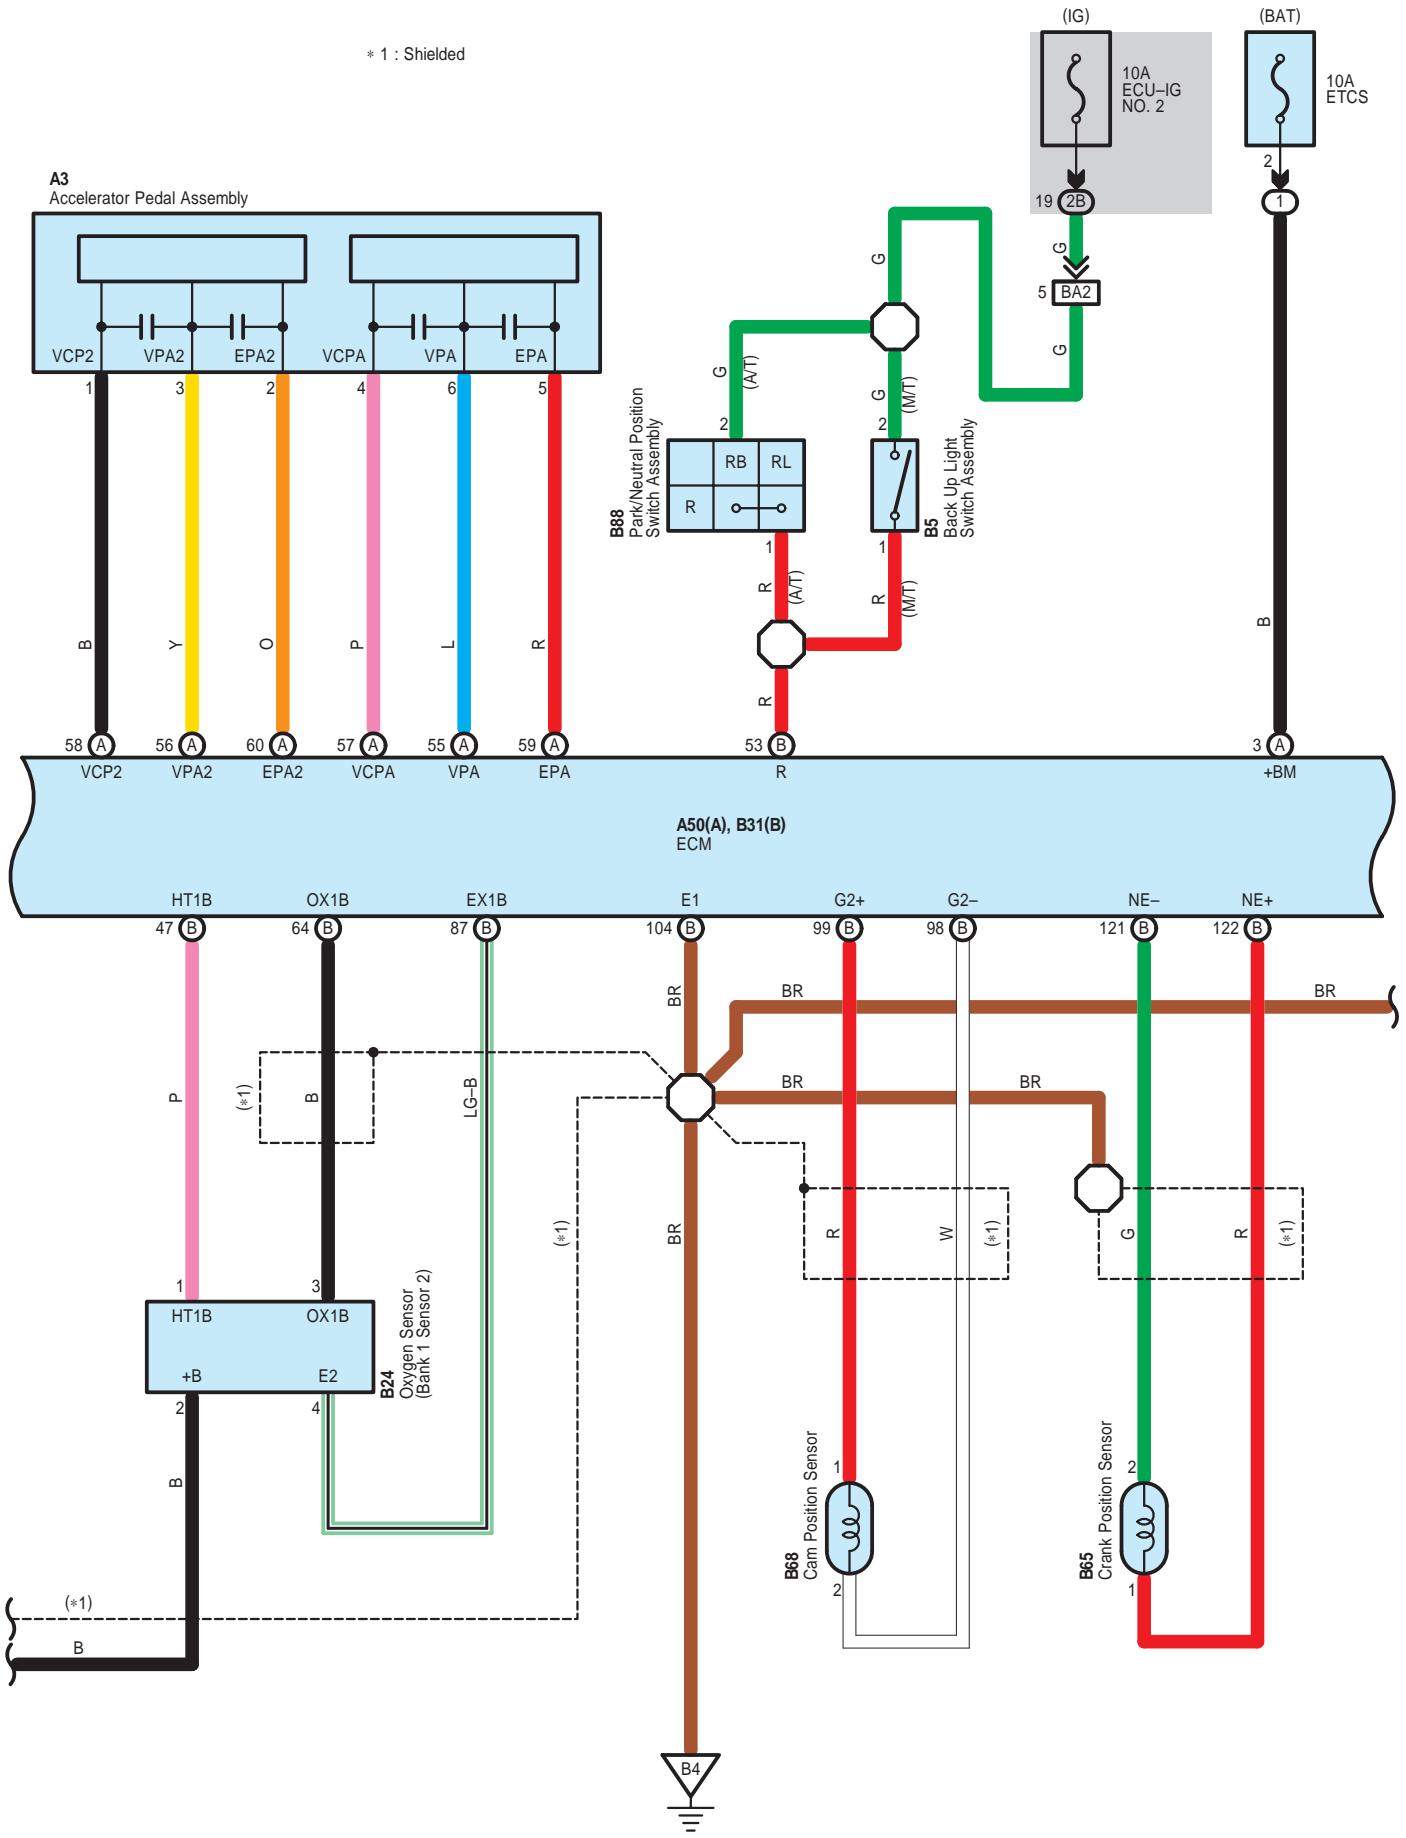 (IG)
(BAT)
∗ 1 : Shielded
10A
ECU–IG
NO. 2
10A
ETCS
2
19 2B
1
A3
Accelerator Pedal Assembly
G
G
5 BA2
VCP2 VPA2 EPA2 VCPA VPA EPA
1 3 2 4 6 5
G
(A/T)
G
(M/T)
G
2
2
RB RL
R
B88
Park/Neutral Position
Switch Assembly
B5
Back Up Light
Switch Assembly
1
1
R
(A/T)
R
(M/T)
B Y O P L R
B
R
58 A 56 A 60 A 57 A 55 A 59 A 53 B 3 A
VCP2 VPA2 EPA2 VCPA VPA EPA R +BM
A50(A), B31(B)
ECM
HT1B OX1B EX1B E1 G2+ G2– NE– NE+
47 B 64 B 87 B 104 B 99 B 98 B 121 B 122 B
BR
BR
BR
BR
BR
P
(∗1)
B
LG–B
(∗1)
BR
R
W
(∗1)
G
R
(∗1)
1 3
HT1B OX1B
+B E2
B24
Oxygen Sensor
(Bank 1 Sensor 2)
2 4
B
1
2
B68
Cam Position Sensor
B65
Crank Position Sensor
2
1
(∗1)
B
B4